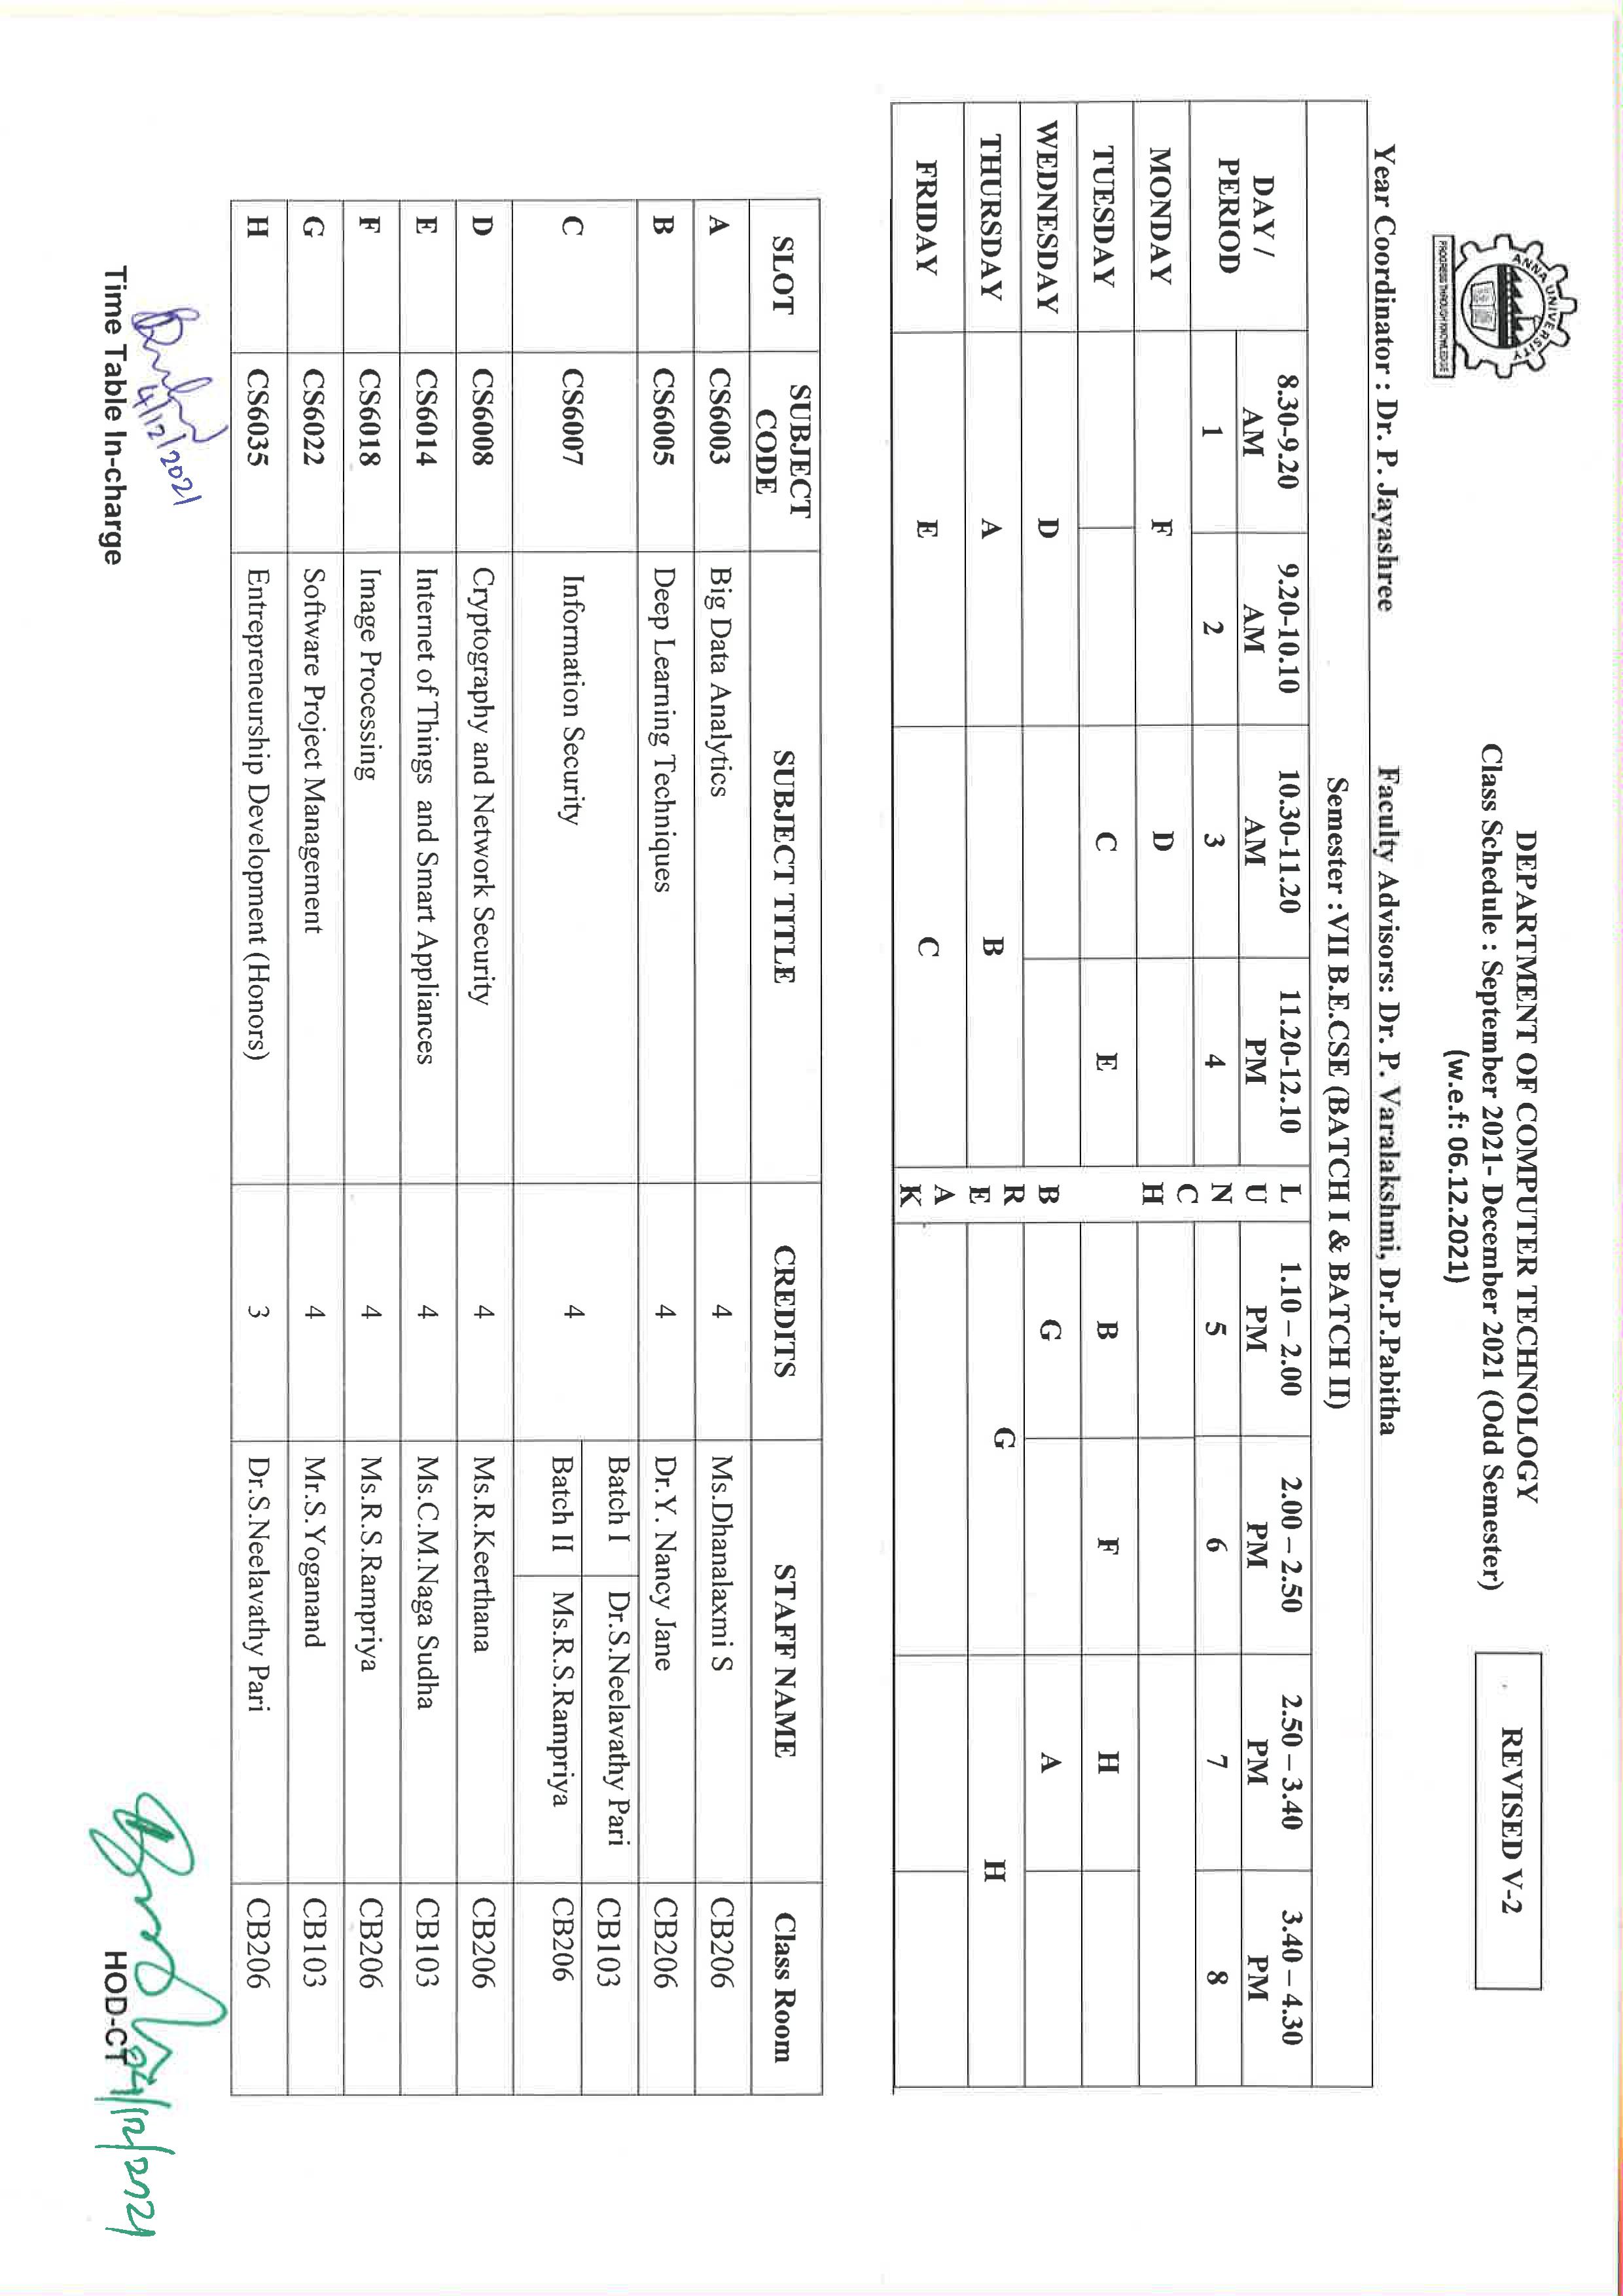 ANNA UNIVERSITY
PROGRESS THROUGH KNOWLEDGE
DEPARTMENT OF COMPUTER TECHNOLOGY
Class Schedule : September 2021- December 2021 (Odd Semester)
(w.e.f: 06.12.2021)
REVISED V-2
Year Coordinator : Dr. P. Jayashree Faculty Advisors: Dr. P. Varalakshmi, Dr.P.Pabitha
Semester :VII B.E.CSE (BATCH I & BATCH II)
DAY / PERIOD 8.30-9.20 AM 9.20-10.10 AM 10.30-11.20 AM 11.20-12.10 PM LUNCH BREAK 1.10 – 2.00 PM 2.00 – 2.50 PM 2.50 – 3.40 PM 3.40 – 4.30 PM
1 2 3 4 5 6 7 8
MONDAY F D
TUESDAY C E B F H
WEDNESDAY D G A
THURSDAY A B G H
FRIDAY E C
SLOT SUBJECT CODE SUBJECT TITLE CREDITS STAFF NAME Class Room
A CS6003 Big Data Analytics 4 Ms.Dhanalaxmi S CB206
B CS6005 Deep Learning Techniques 4 Dr.Y. Nancy Jane CB206
C CS6007 Information Security 4 Batch I Dr.S.Neelavathy Pari CB103
Batch II Ms.R.S.Rampriya CB206
D CS6008 Cryptography and Network Security 4 Ms.R.Keerthana CB206
E CS6014 Internet of Things and Smart Appliances 4 Ms.C.M.Naga Sudha CB103
F CS6018 Image Processing 4 Ms.R.S.Rampriya CB206
G CS6022 Software Project Management 4 Mr.S.Yoganand CB103
H CS6035 Entrepreneurship Development (Honors) 3 Dr.S.Neelavathy Pari CB206
4/12/2021
04/12/2021
Time Table In-charge
HOD-CT